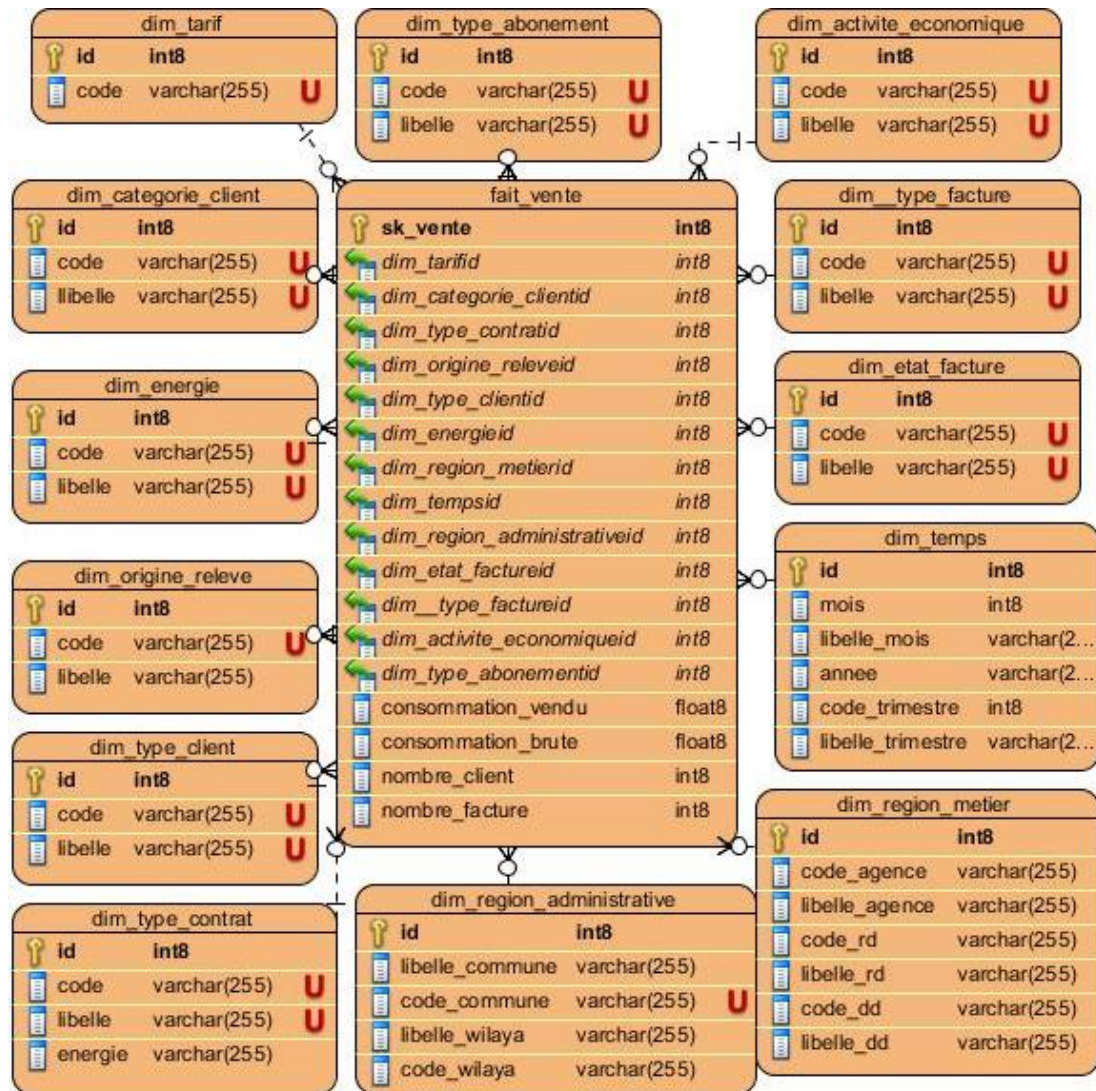 dim_tarif
id int8
code varchar(255) U
dim_type_abonement
id int8
code varchar(255) U
libelle varchar(255) U
dim_activite_economique
id int8
code varchar(255) U
libelle varchar(255) U
dim_categorie_client
id int8
code varchar(255) U
llibelle varchar(255) U
dim_energie
id int8
code varchar(255) U
libelle varchar(255) U
dim_origine_releve
id int8
code varchar(255) U
libelle varchar(255)
dim_type_client
id int8
code varchar(255) U
libelle varchar(255) U
dim_type_contrat
id int8
code varchar(255) U
libelle varchar(255) U
energie varchar(255)
fait_vente
sk_vente int8
dim_tarifid int8
dim_categorie_clientid int8
dim_type_contratid int8
dim_origine_releveid int8
dim_type_clientid int8
dim_energieid int8
dim_region_metierid int8
dim_tempsid int8
dim_region_administrativeid int8
dim_etat_factureid int8
dim__type_factureid int8
dim_activite_economiqueid int8
dim_type_abonementid int8
consommation_vendu float8
consommation_brute float8
nombre_client int8
nombre_facture int8
dim_region_administrative
id int8
libelle_commune varchar(255)
code_commune varchar(255) U
libelle_wilaya varchar(255)
code_wilaya varchar(255)
dim__type_facture
id int8
code varchar(255) U
libelle varchar(255) U
dim_etat_facture
id int8
code varchar(255) U
libelle varchar(255) U
dim_temps
id int8
mois int8
libelle_mois varchar(2...
annee varchar(2...
code_trimestre int8
libelle_trimestre varchar(2...
dim_region_metier
id int8
code_agence varchar(255)
libelle_agence varchar(255)
code_rd varchar(255)
libelle_rd varchar(255)
code_dd varchar(255)
libelle_dd varchar(255)